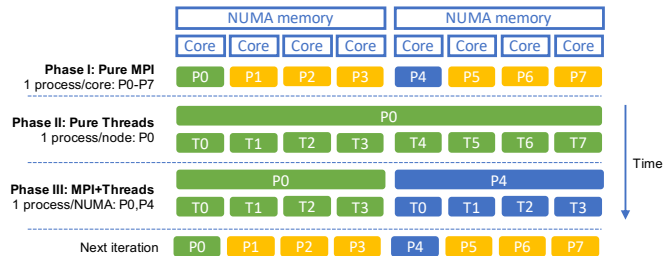 NUMA memory NUMA memory
Core Core Core Core Core Core Core Core
Phase I: Pure MPI
1 process/core: P0-P7
P0 P1 P2 P3 P4 P5 P6 P7
Phase II: Pure Threads
1 process/node: P0
P0
T0 T1 T2 T3 T4 T5 T6 T7
Time
Phase III: MPI+Threads
1 process/NUMA: P0,P4
P0 P4
T0 T1 T2 T3 T0 T1 T2 T3
Next iteration P0 P1 P2 P3 P4 P5 P6 P7